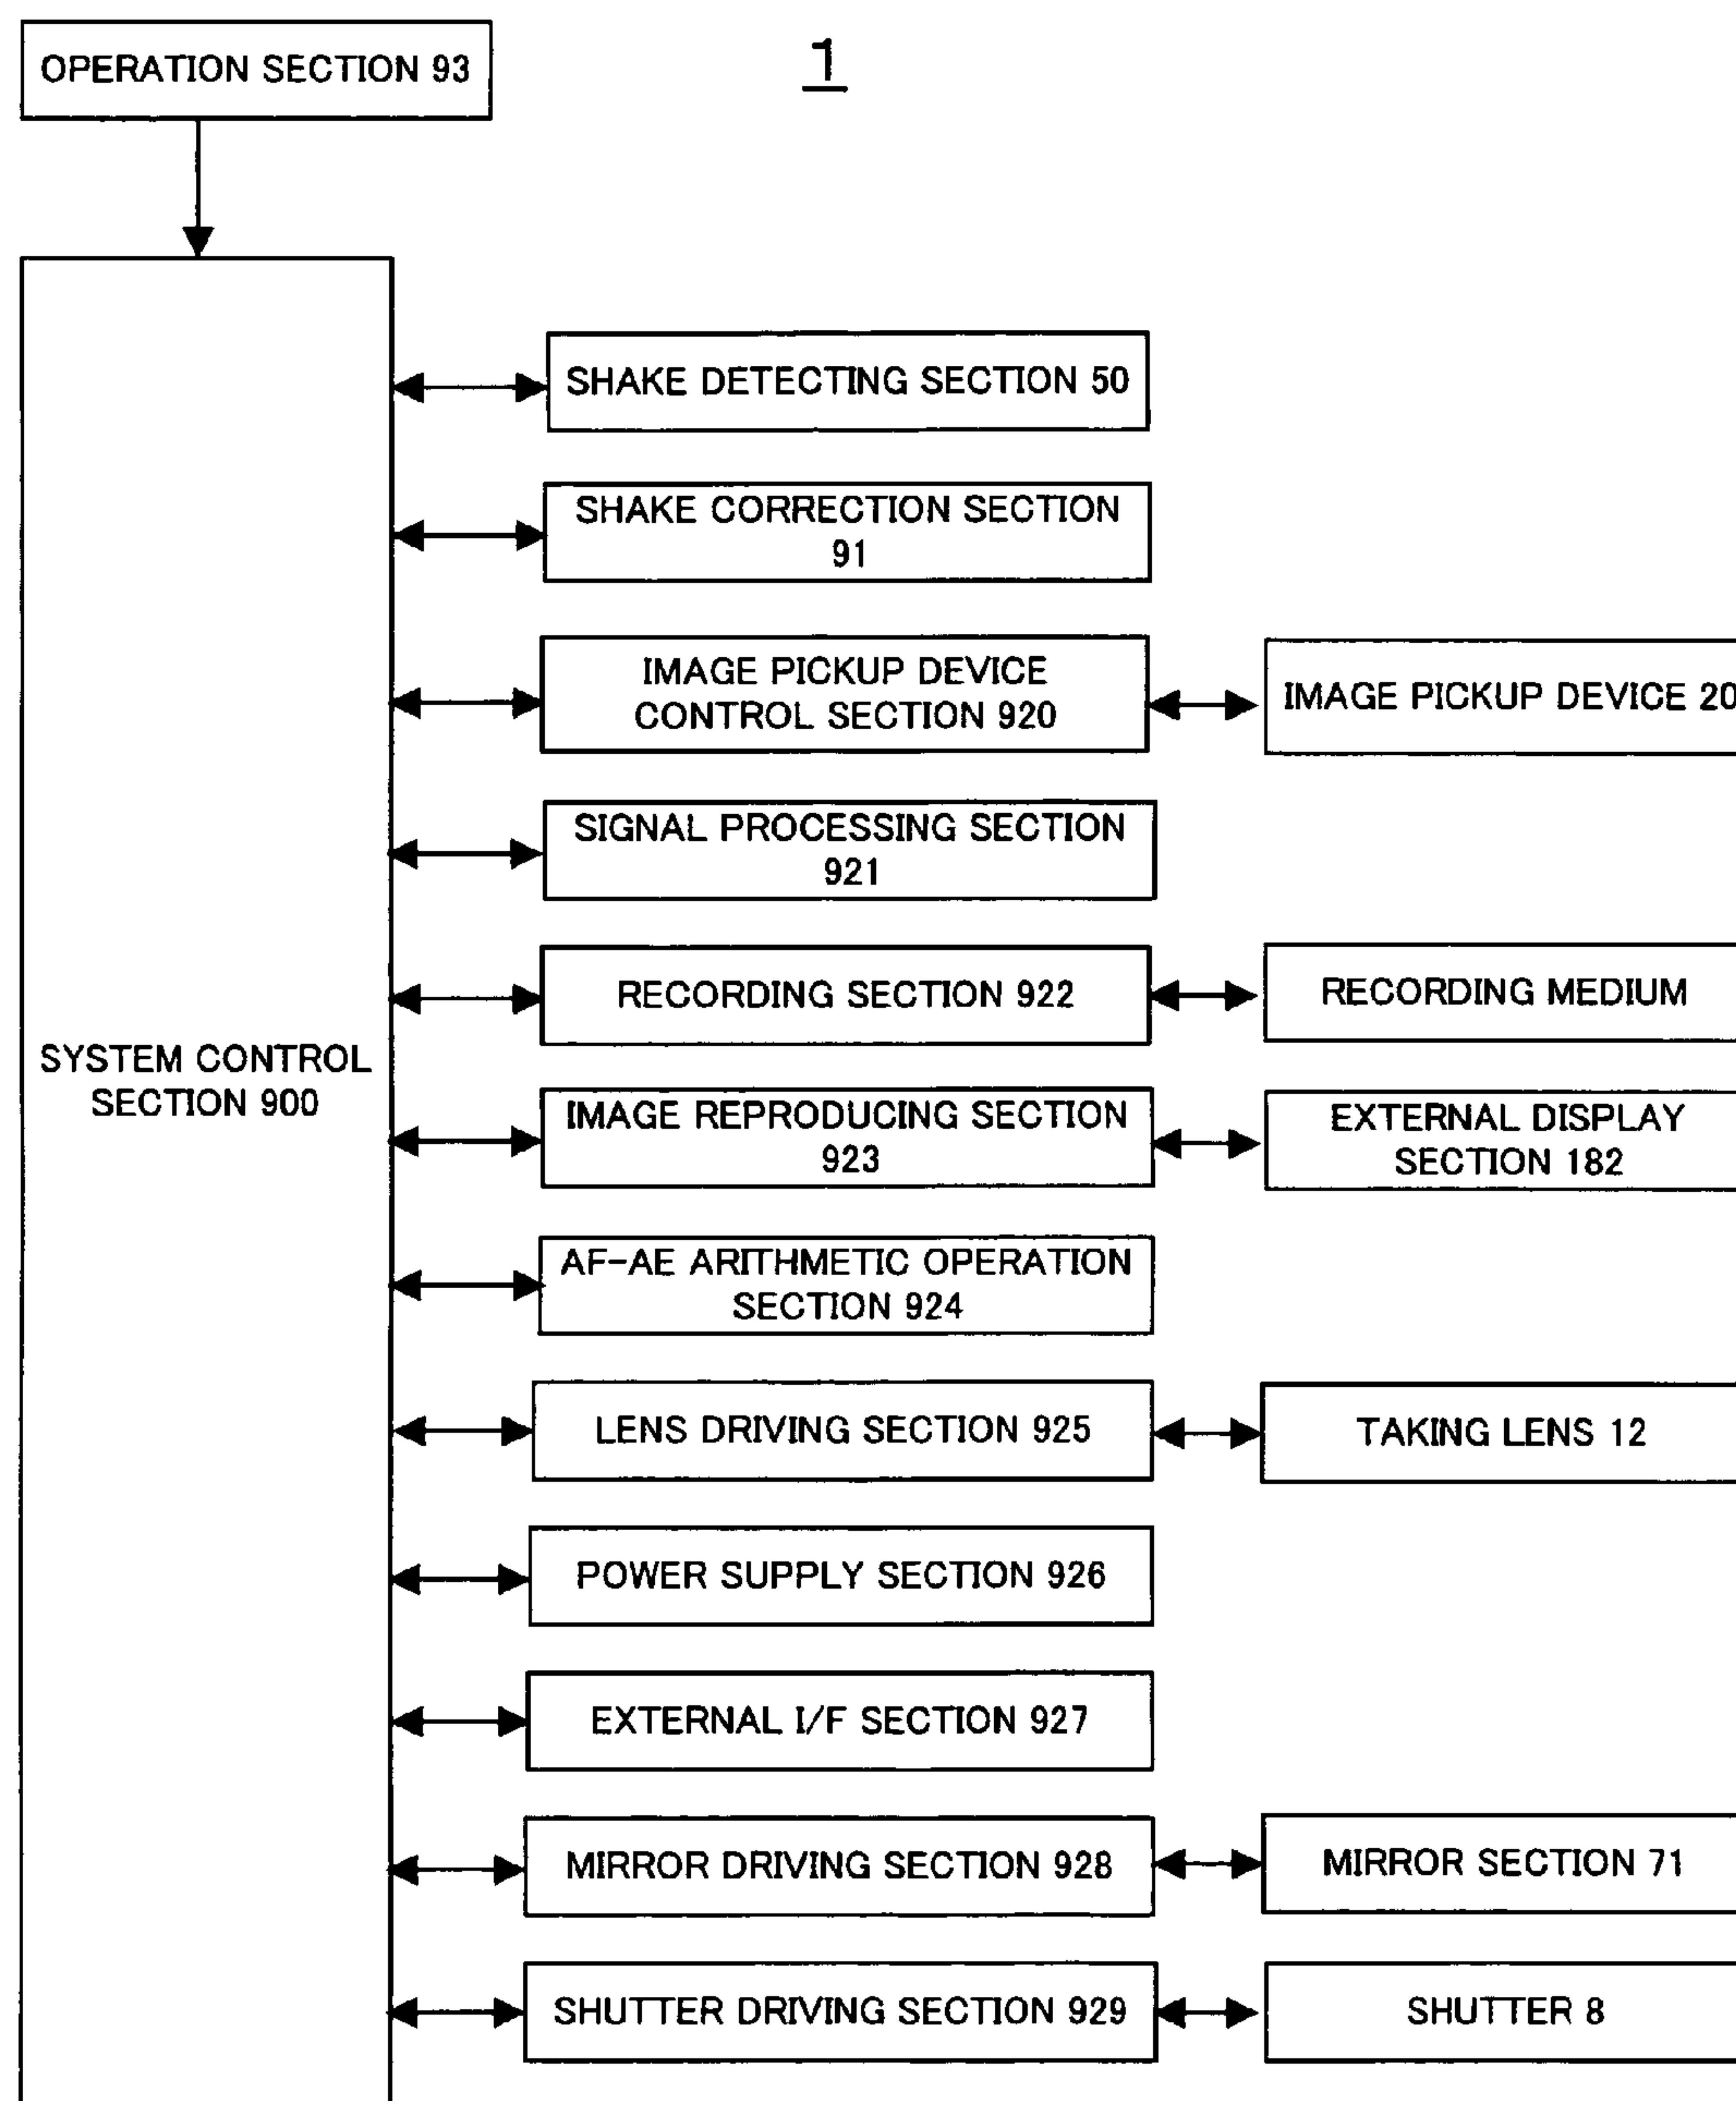 OPERATION SECTION 93
1
SHAKE DETECTING SECTION 50
SHAKE CORRECTION SECTION
91
IMAGE PICKUP DEVICE
CONTROL SECTION 920
IMAGE PICKUP DEVICE 20
SIGNAL PROCESSING SECTION
921
RECORDING SECTION 922
RECORDING MEDIUM
SYSTEM CONTROL
SECTION 900
IMAGE REPRODUCING SECTION
923
EXTERNAL DISPLAY
SECTION 182
AF-AE ARITHMETIC OPERATION
SECTION 924
LENS DRIVING SECTION 925
TAKING LENS 12
POWER SUPPLY SECTION 926
EXTERNAL I/F SECTION 927
MIRROR DRIVING SECTION 928
MIRROR SECTION 71
SHUTTER DRIVING SECTION 929
SHUTTER 8